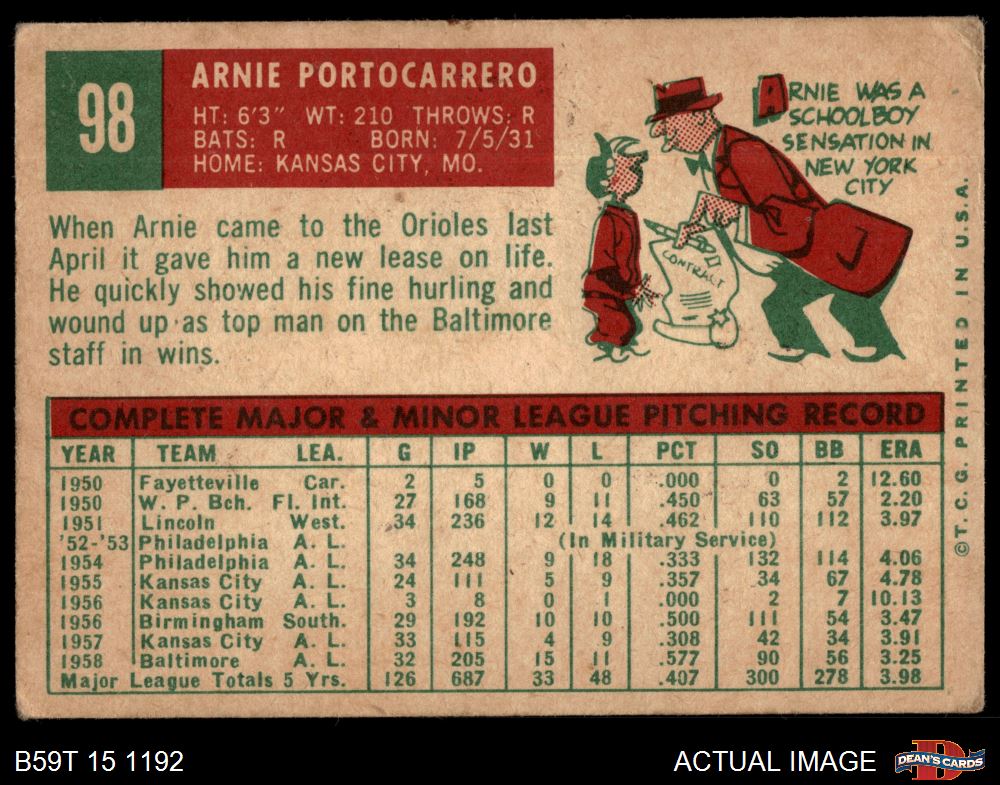 98
ARNIE PORTOCARRERO
HT: 6'3" WT: 210 THROWS: R
BATS: R BORN: 7/5/31
HOME: KANSAS CITY, MO.
ARNIE WAS A
SCHOOLBOY
SENSATION IN
NEW YORK
CITY
CONTRACT
When Arnie came to the Orioles last
April it gave him a new lease on life.
He quickly showed his fine hurling and
wound up as top man on the Baltimore
staff in wins.
COMPLETE MAJOR & MINOR LEAGUE PITCHING RECORD
YEAR TEAM LEA. G IP W L PCT SO BB ERA
1950 Fayetteville Car. 2 5 0 0 .000 0 2 12.60
1950 W. P. Bch. Fl. Int. 27 168 9 11 .450 63 57 2.20
1951 Lincoln West. 34 236 12 14 .462 110 112 3.97
'52-'53 Philadelphia A. L. (In Military Service)
1954 Philadelphia A. L. 34 248 9 18 .333 132 114 4.06
1955 Kansas City A. L. 24 111 5 9 .357 34 67 4.78
1956 Kansas City A. L. 3 8 0 1 .000 2 7 10.13
1956 Birmingham South. 29 192 10 10 .500 111 54 3.47
1957 Kansas City A. L. 33 115 4 9 .308 42 34 3.91
1958 Baltimore A. L. 32 205 15 11 .577 90 56 3.25
Major League Totals 5 Yrs. 126 687 33 48 .407 300 278 3.98
©T.C.G. PRINTED IN U.S.A.
B59T 15 1192
ACTUAL IMAGE
DEAN'S CARDS